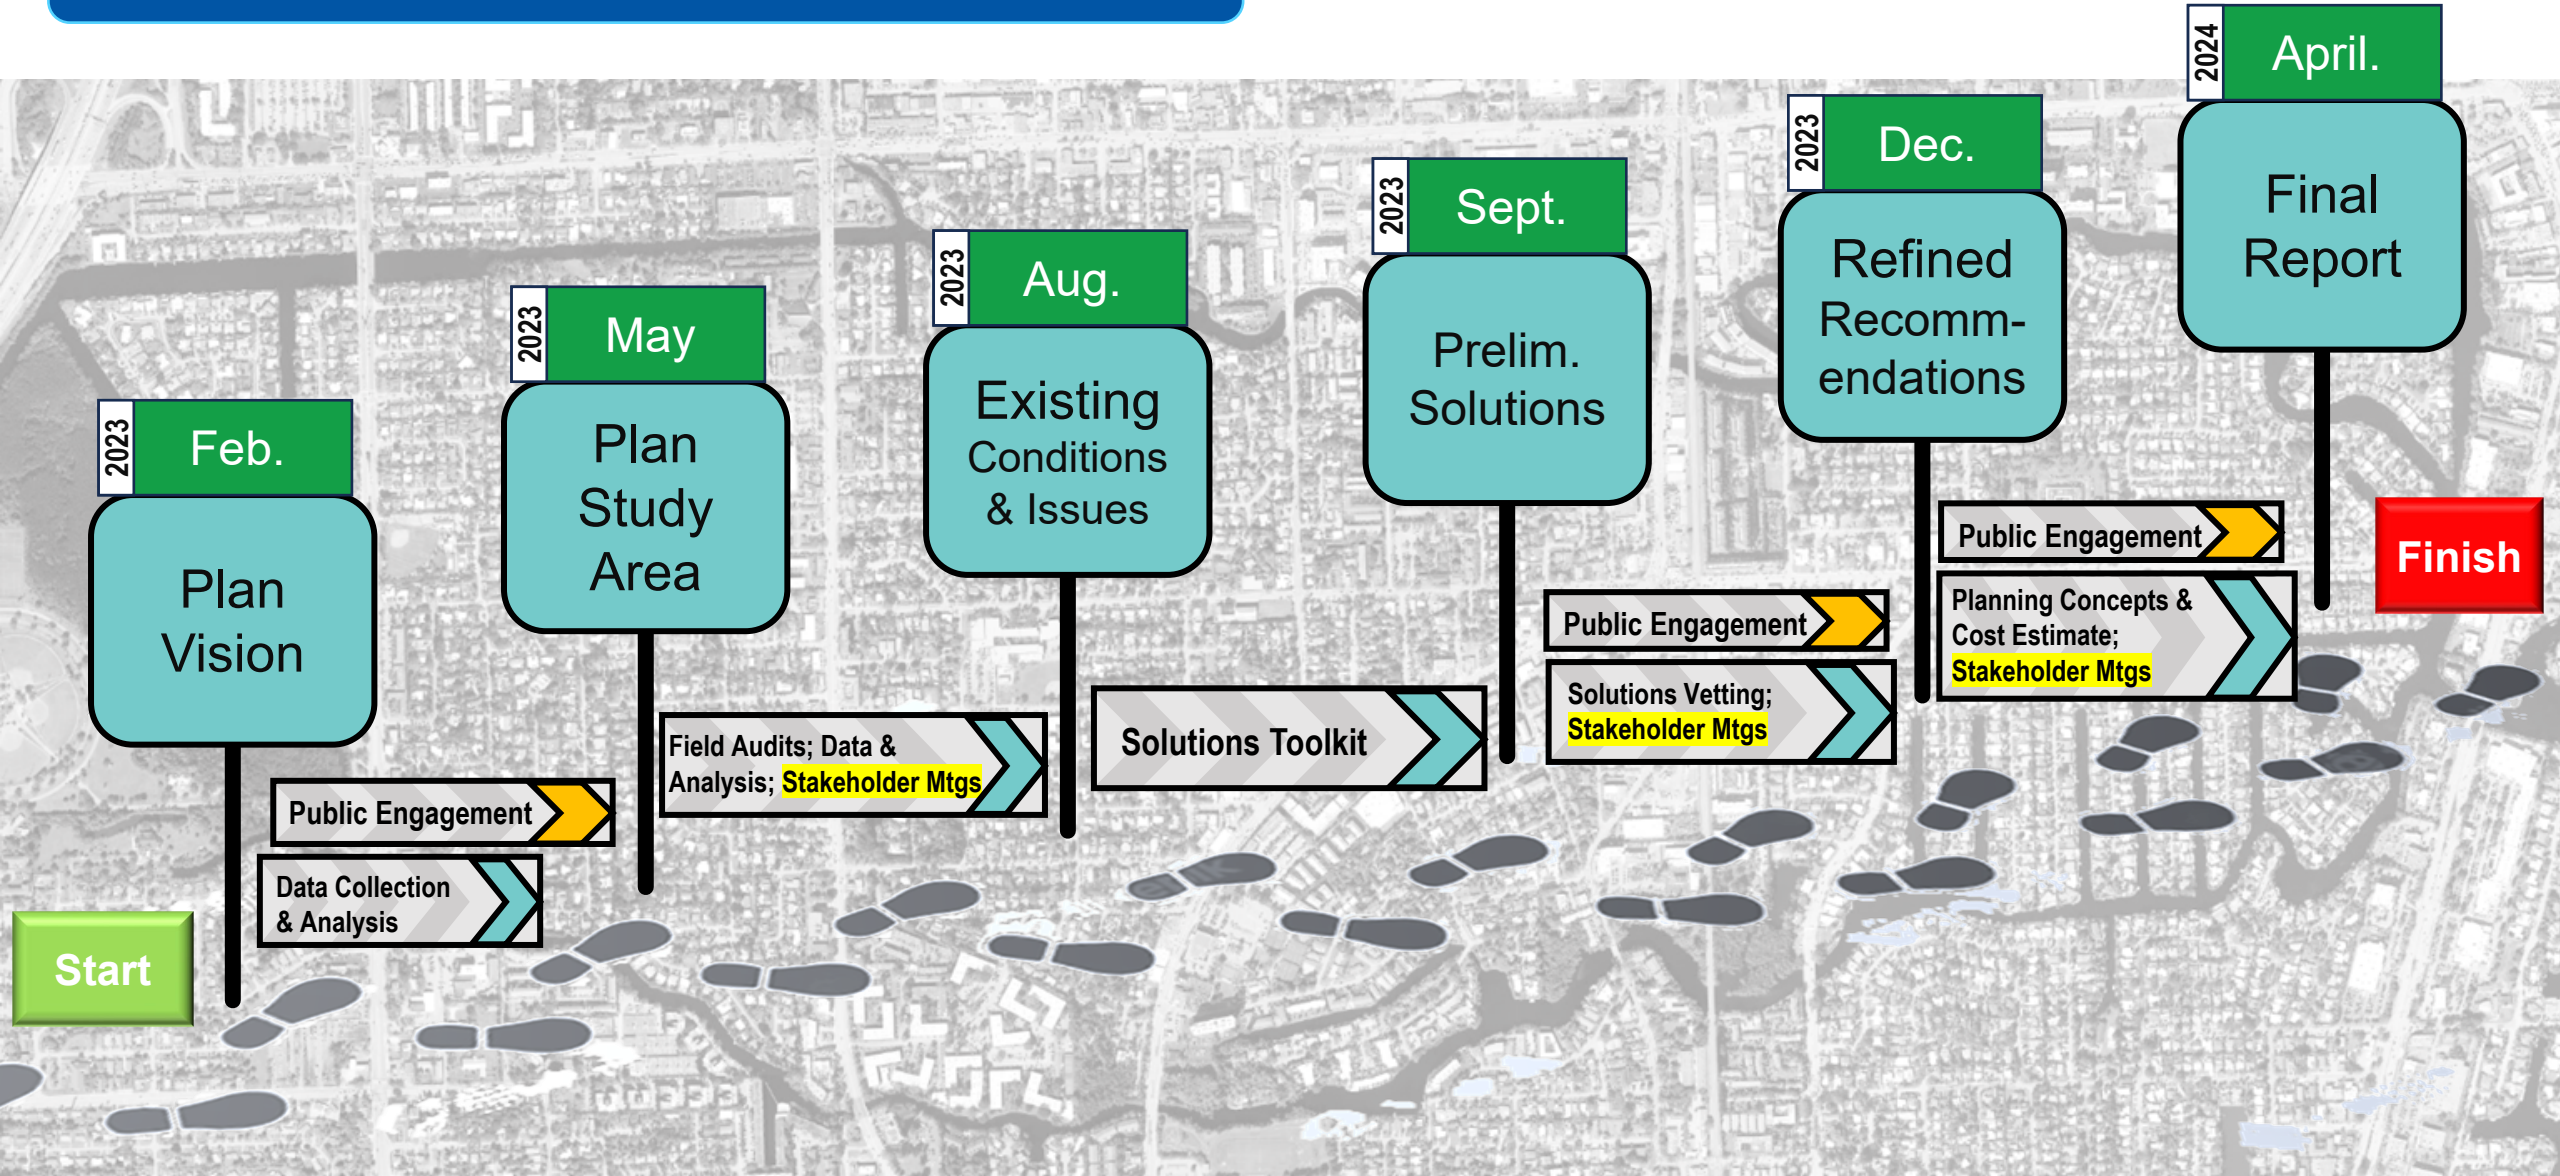 2023
Feb.
Plan
Vision
2023
May
Plan
Study
Area
2023
Aug.
Existing
Conditions
& Issues
2023
Sept.
Prelim.
Solutions
2023
Dec.
Refined
Recomm-
endations
2024
April.
Final
Report
Start
Public Engagement
Data Collection
& Analysis
Field Audits; Data &
Analysis; Stakeholder Mtgs
Solutions Toolkit
Public Engagement
Solutions Vetting;
Stakeholder Mtgs
Public Engagement
Planning Concepts &
Cost Estimate;
Stakeholder Mtgs
Finish